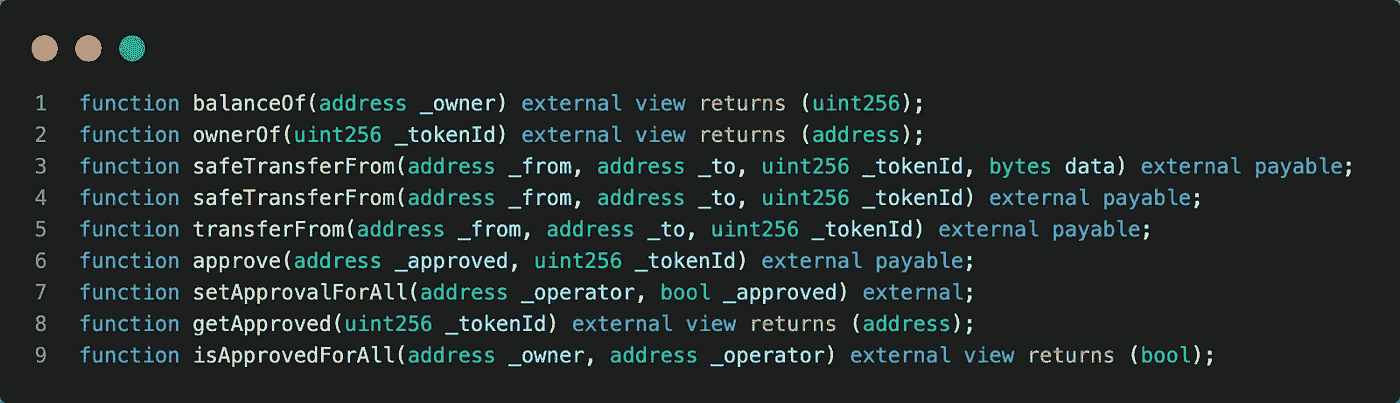 1 function balanceOf(address _owner) external view returns (uint256);
2 function ownerOf(uint256 _tokenId) external view returns (address);
3 function safeTransferFrom(address _from, address _to, uint256 _tokenId, bytes data) external payable;
4 function safeTransferFrom(address _from, address _to, uint256 _tokenId) external payable;
5 function transferFrom(address _from, address _to, uint256 _tokenId) external payable;
6 function approve(address _approved, uint256 _tokenId) external payable;
7 function setApprovalForAll(address _operator, bool _approved) external;
8 function getApproved(uint256 _tokenId) external view returns (address);
9 function isApprovedForAll(address _owner, address _operator) external view returns (bool);